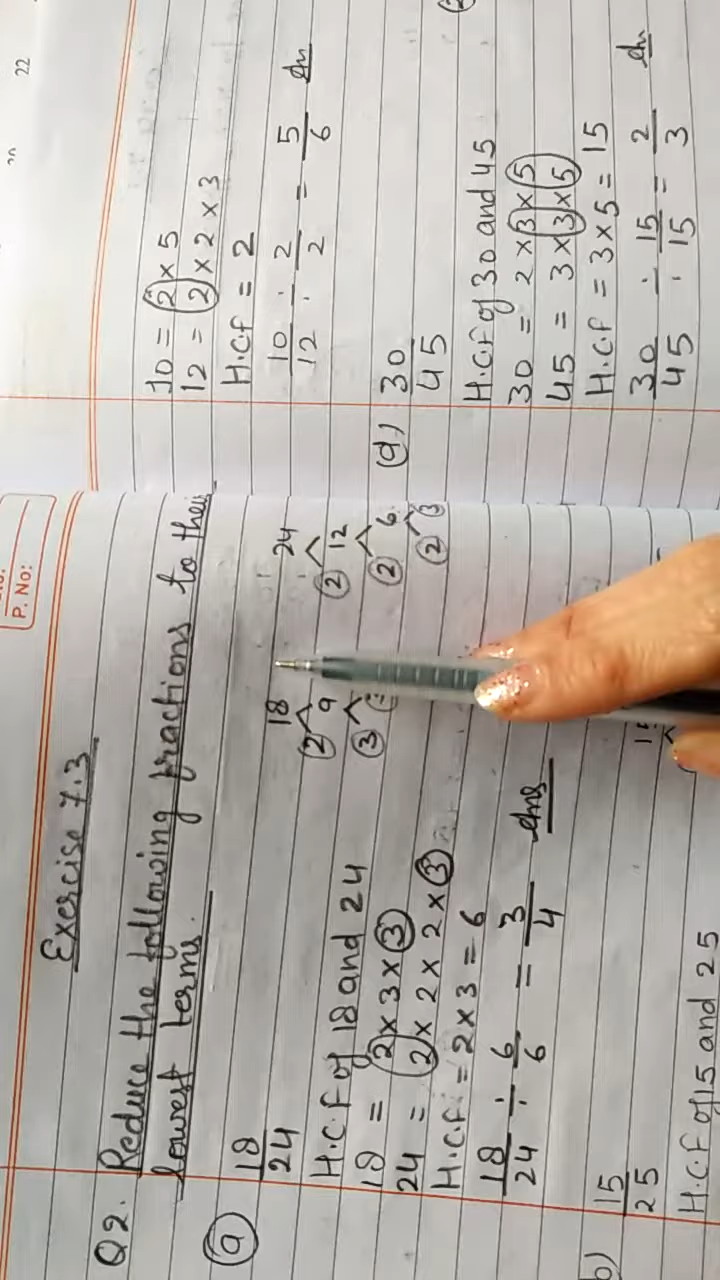 P. No:
Exercise 7.3
Q2. Reduce the following fractions to their
lowest terms.
(a) 18/24
18 24
2 9 2 12
3 2 6
2 3
H.C.F of 18 and 24
18 = 2 × 3 × 3
24 = 2 × 2 × 2 × 3
H.C.F = 2 × 3 = 6
18/24 ÷ 6/6 = 3/4 Ans
b) 15/25
H.C.F of 15 and 25
22
10 = 2 × 5
12 = 2 × 2 × 3
H.C.F = 2
10/12 ÷ 2/2 = 5/6 An
(d) 30/45
H.C.F of 30 and 45
30 = 2 × 3 × 5
45 = 3 × 3 × 5
H.C.F = 3 × 5 = 15
30/45 ÷ 15/15 = 2/3 An